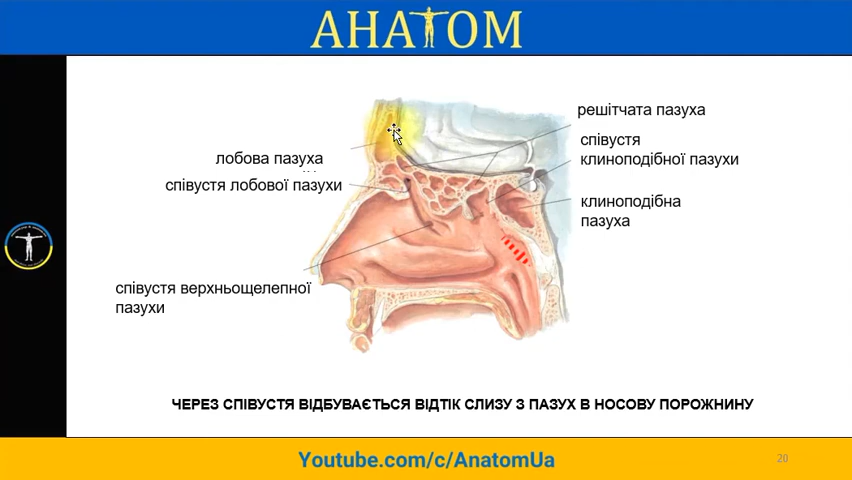 АНАТОМ
решітчата пазуха
співустя
клиноподібної пазухи
лобова пазуха
співустя лобової пазухи
клиноподібна
пазуха
співустя верхньощелепної
пазухи
ЧЕРЕЗ СПІВУСТЯ ВІДБУВАЄТЬСЯ ВІДТІК СЛИЗУ З ПАЗУХ В НОСОВУ ПОРОЖНИНУ
Youtube.com/c/AnatomUa
20